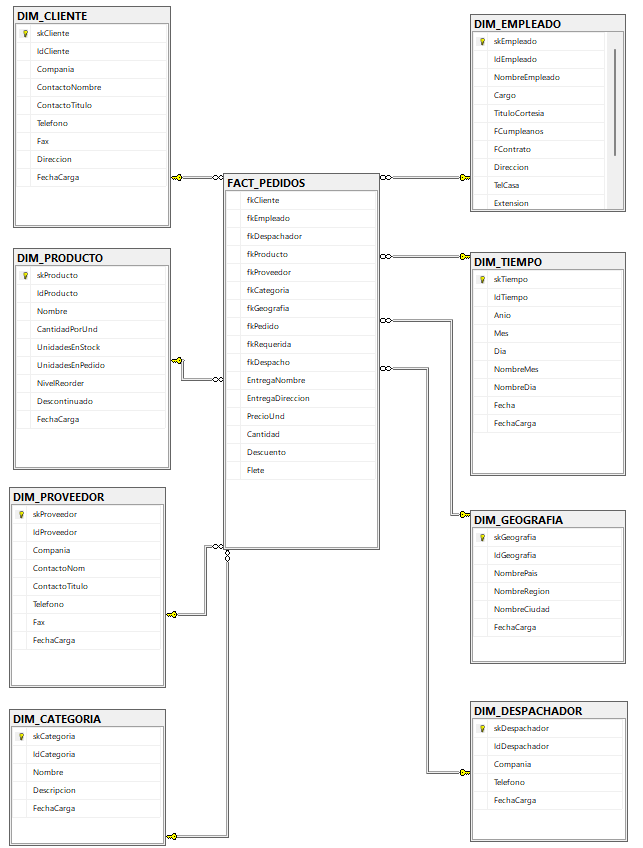 DIM_CLIENTE
skCliente
IdCliente
Compania
ContactoNombre
ContactoTitulo
Telefono
Fax
Direccion
FechaCarga
DIM_PRODUCTO
skProducto
IdProducto
Nombre
CantidadPorUnd
UnidadesEnStock
UnidadesEnPedido
NivelReorder
Descontinuado
FechaCarga
DIM_PROVEEDOR
skProveedor
IdProveedor
Compania
ContactoNom
ContactoTitulo
Telefono
Fax
FechaCarga
DIM_CATEGORIA
skCategoria
IdCategoria
Nombre
Descripcion
FechaCarga
FACT_PEDIDOS
fkCliente
fkEmpleado
fkDespachador
fkProducto
fkProveedor
fkCategoria
fkGeografia
fkPedido
fkRequerida
fkDespacho
EntregaNombre
EntregaDireccion
PrecioUnd
Cantidad
Descuento
Flete
DIM_EMPLEADO
skEmpleado
IdEmpleado
NombreEmpleado
Cargo
TituloCortesia
FCumpleanos
FContrato
Direccion
TelCasa
Extension
DIM_TIEMPO
skTiempo
IdTiempo
Anio
Mes
Dia
NombreMes
NombreDia
Fecha
FechaCarga
DIM_GEOGRAFIA
skGeografia
IdGeografia
NombrePais
NombreRegion
NombreCiudad
FechaCarga
DIM_DESPACHADOR
skDespachador
IdDespachador
Compania
Telefono
FechaCarga